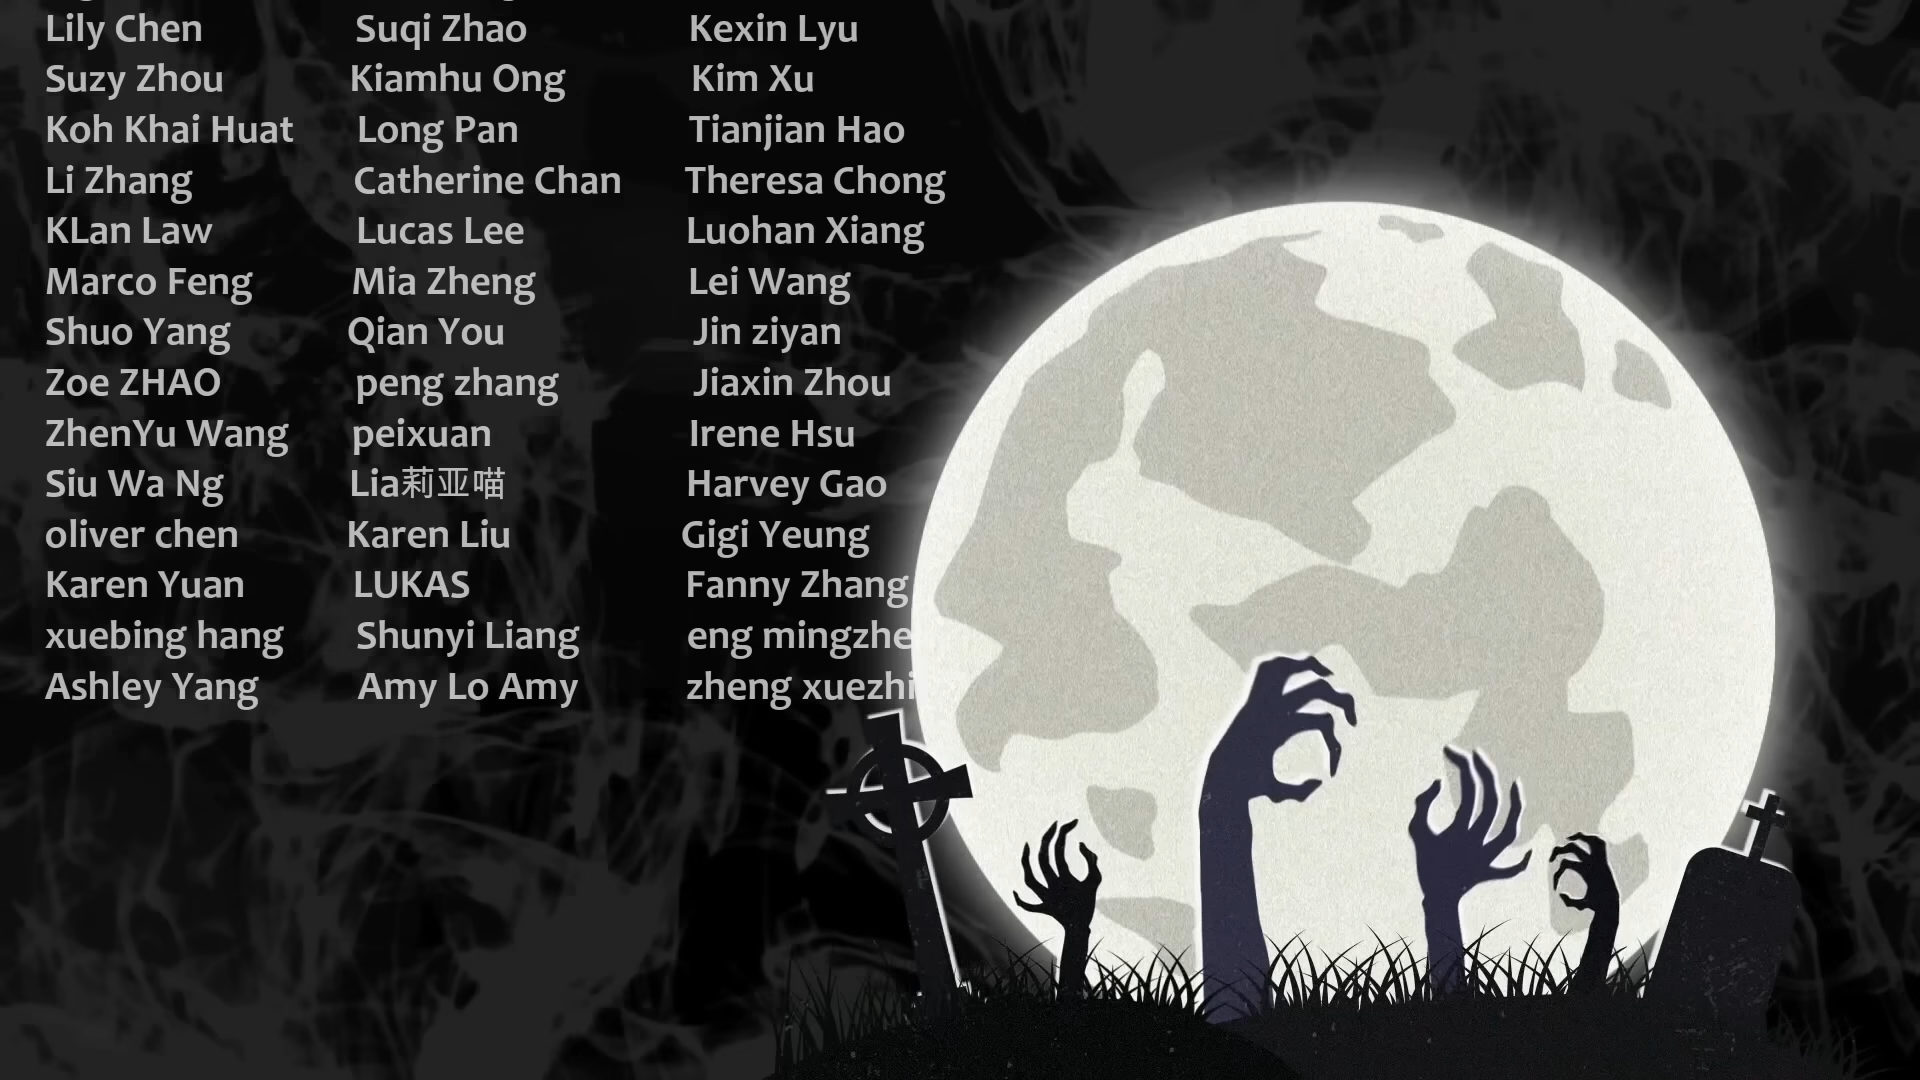 Lily Chen Suqi Zhao Kexin Lyu
Suzy Zhou Kiamhu Ong Kim Xu
Koh Khai Huat Long Pan Tianjian Hao
Li Zhang Catherine Chan Theresa Chong
KLan Law Lucas Lee Luohan Xiang
Marco Feng Mia Zheng Lei Wang
Shuo Yang Qian You Jin ziyan
Zoe ZHAO peng zhang Jiaxin Zhou
ZhenYu Wang peixuan Irene Hsu
Siu Wa Ng Lia莉亚喵 Harvey Gao
oliver chen Karen Liu Gigi Yeung
Karen Yuan LUKAS Fanny Zhang
xuebing hang Shunyi Liang eng mingzhe
Ashley Yang Amy Lo Amy zheng xuezhi